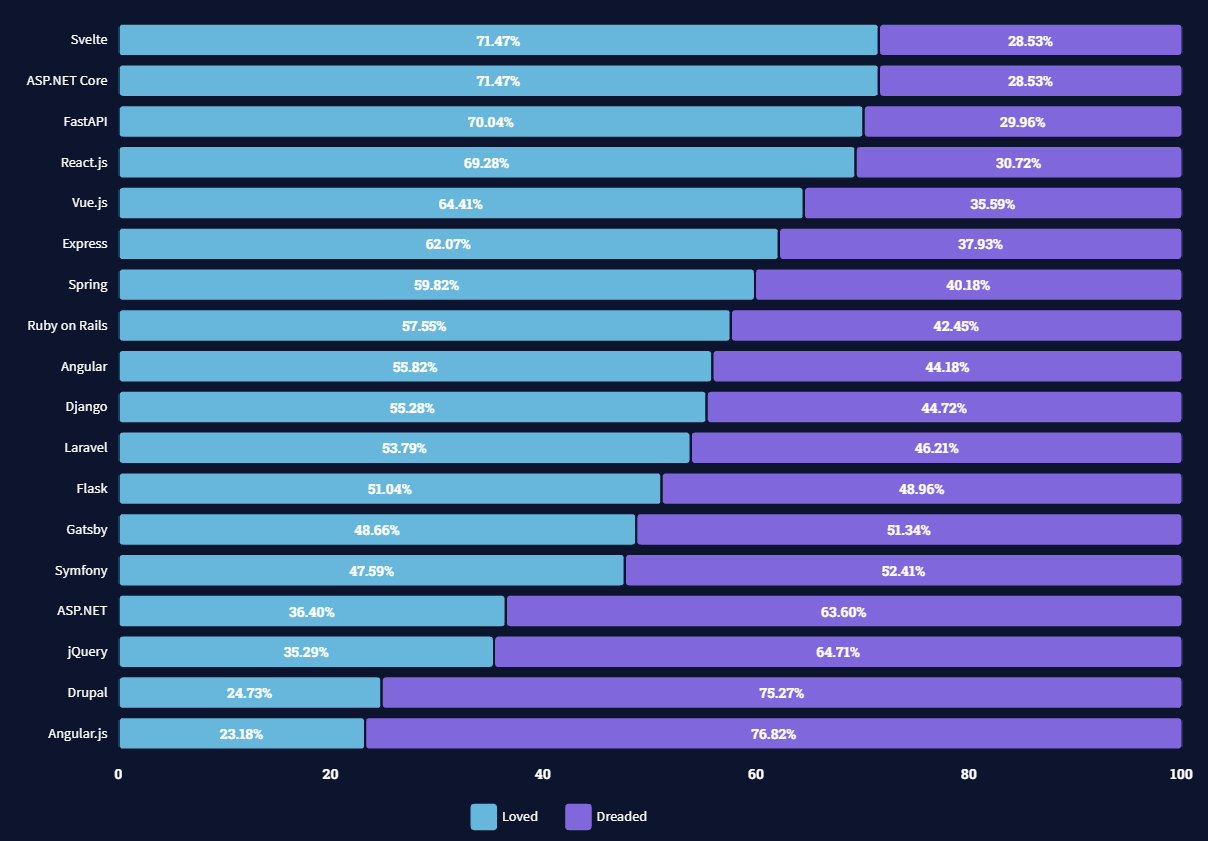 Svelte 71.47% 28.53%
ASP.NET Core 71.47% 28.53%
FastAPI 70.04% 29.96%
React.js 69.28% 30.72%
Vue.js 64.41% 35.59%
Express 62.07% 37.93%
Spring 59.82% 40.18%
Ruby on Rails 57.55% 42.45%
Angular 55.82% 44.18%
Django 55.28% 44.72%
Laravel 53.79% 46.21%
Flask 51.04% 48.96%
Gatsby 48.66% 51.34%
Symfony 47.59% 52.41%
ASP.NET 36.40% 63.60%
jQuery 35.29% 64.71%
Drupal 24.73% 75.27%
Angular.js 23.18% 76.82%
0 20 40 60 80 100
Loved Dreaded